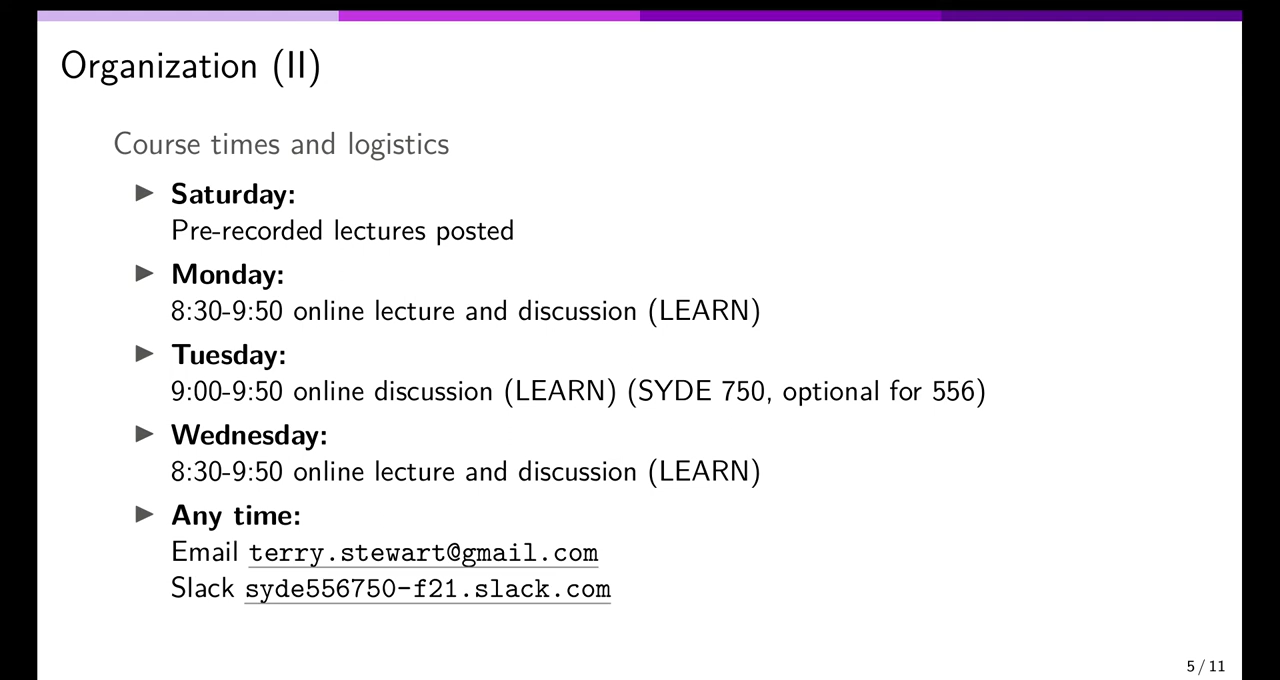 Organization (II)
Course times and logistics
▶ Saturday:
Pre-recorded lectures posted
▶ Monday:
8:30-9:50 online lecture and discussion (LEARN)
▶ Tuesday:
9:00-9:50 online discussion (LEARN) (SYDE 750, optional for 556)
▶ Wednesday:
8:30-9:50 online lecture and discussion (LEARN)
▶ Any time:
Email terry.stewart@gmail.com
Slack syde556750-f21.slack.com
5 / 11